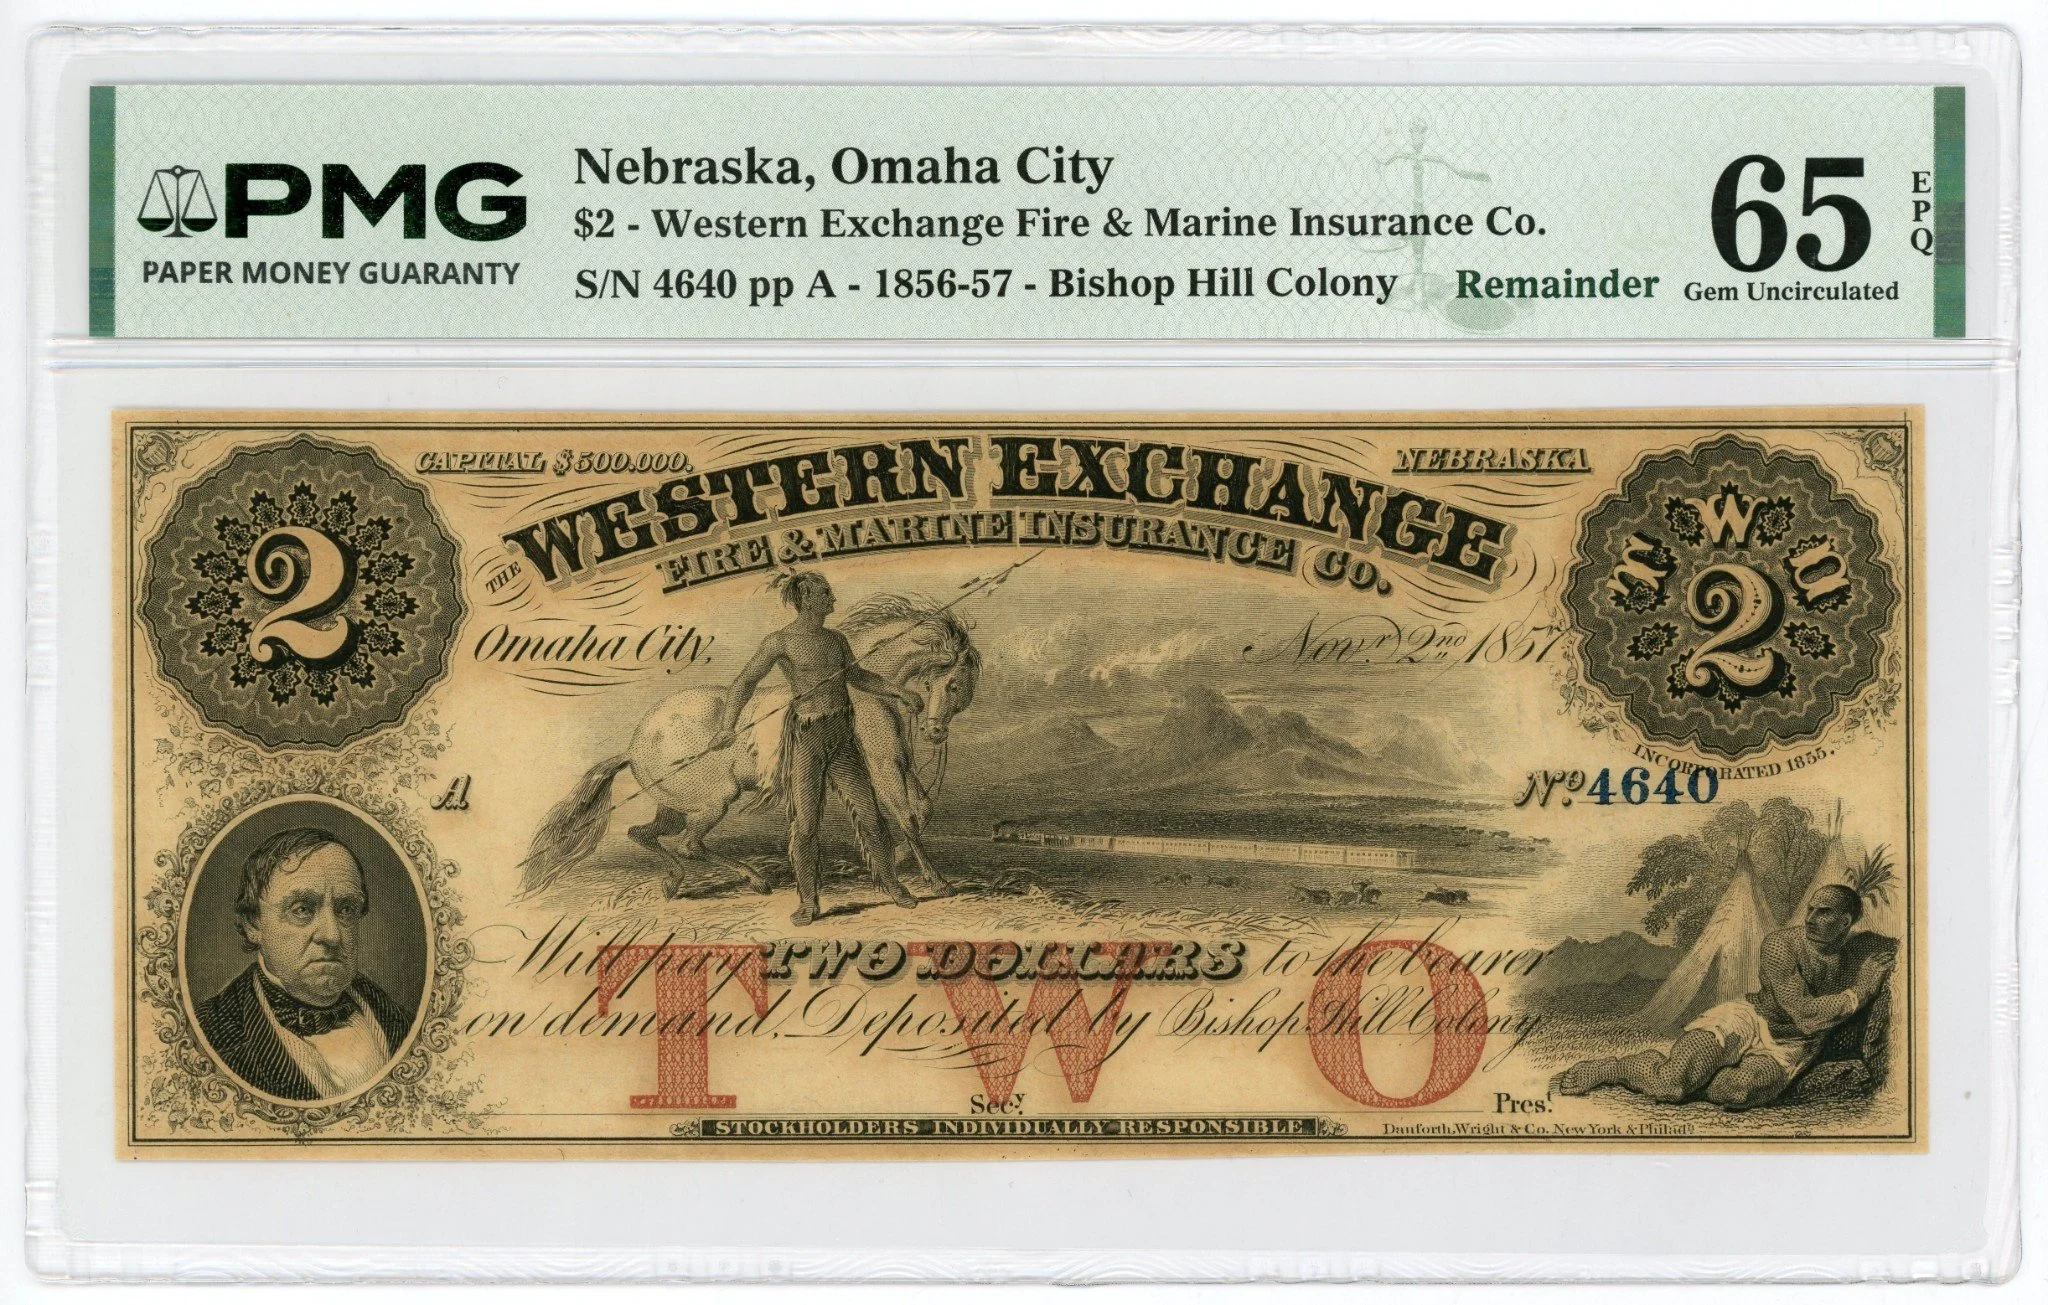 PMG
PAPER MONEY GUARANTY
Nebraska, Omaha City
$2 - Western Exchange Fire & Marine Insurance Co.
S/N 4640 pp A - 1856-57 - Bishop Hill Colony
Remainder
65
EPQ
Gem Uncirculated
2
CAPITAL $500.000.
NEBRASKA
TWO
2
THE WESTERN EXCHANGE
FIRE & MARINE INSURANCE CO.
Omaha City,
Novr. 2nd 1857
INCORPORATED 1855.
A
No. 4640
Will pay TWO DOLLARS to the bearer
on demand, Deposited by Bishop Hill Colony
TWO
Secy.
Prest.
STOCKHOLDERS INDIVIDUALLY RESPONSIBLE
Danforth, Wright & Co. New York & Philada.